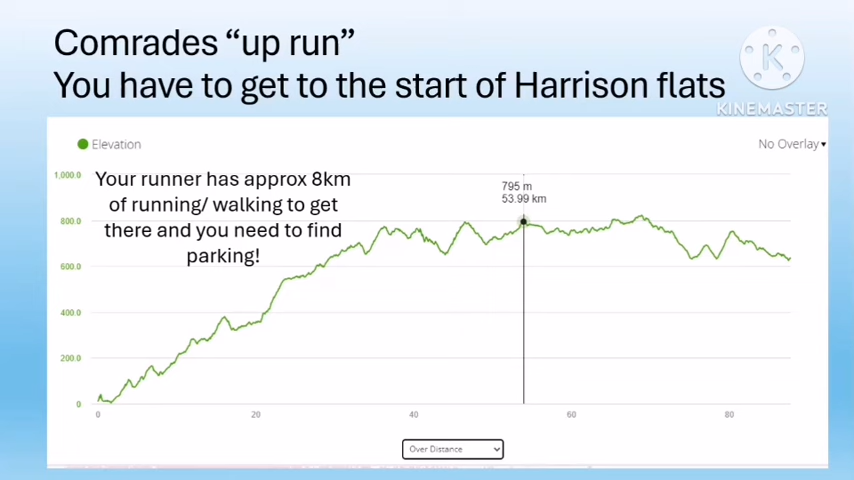 Comrades “up run”
You have to get to the start of Harrison flats
K
KINEMASTER
Elevation
No Overlay
1,000.0
Your runner has approx 8km
of running/ walking to get
there and you need to find
parking!
795 m
53.99 km
800.0
600.0
400.0
200.0
0
0 20 40 60 80
Over Distance